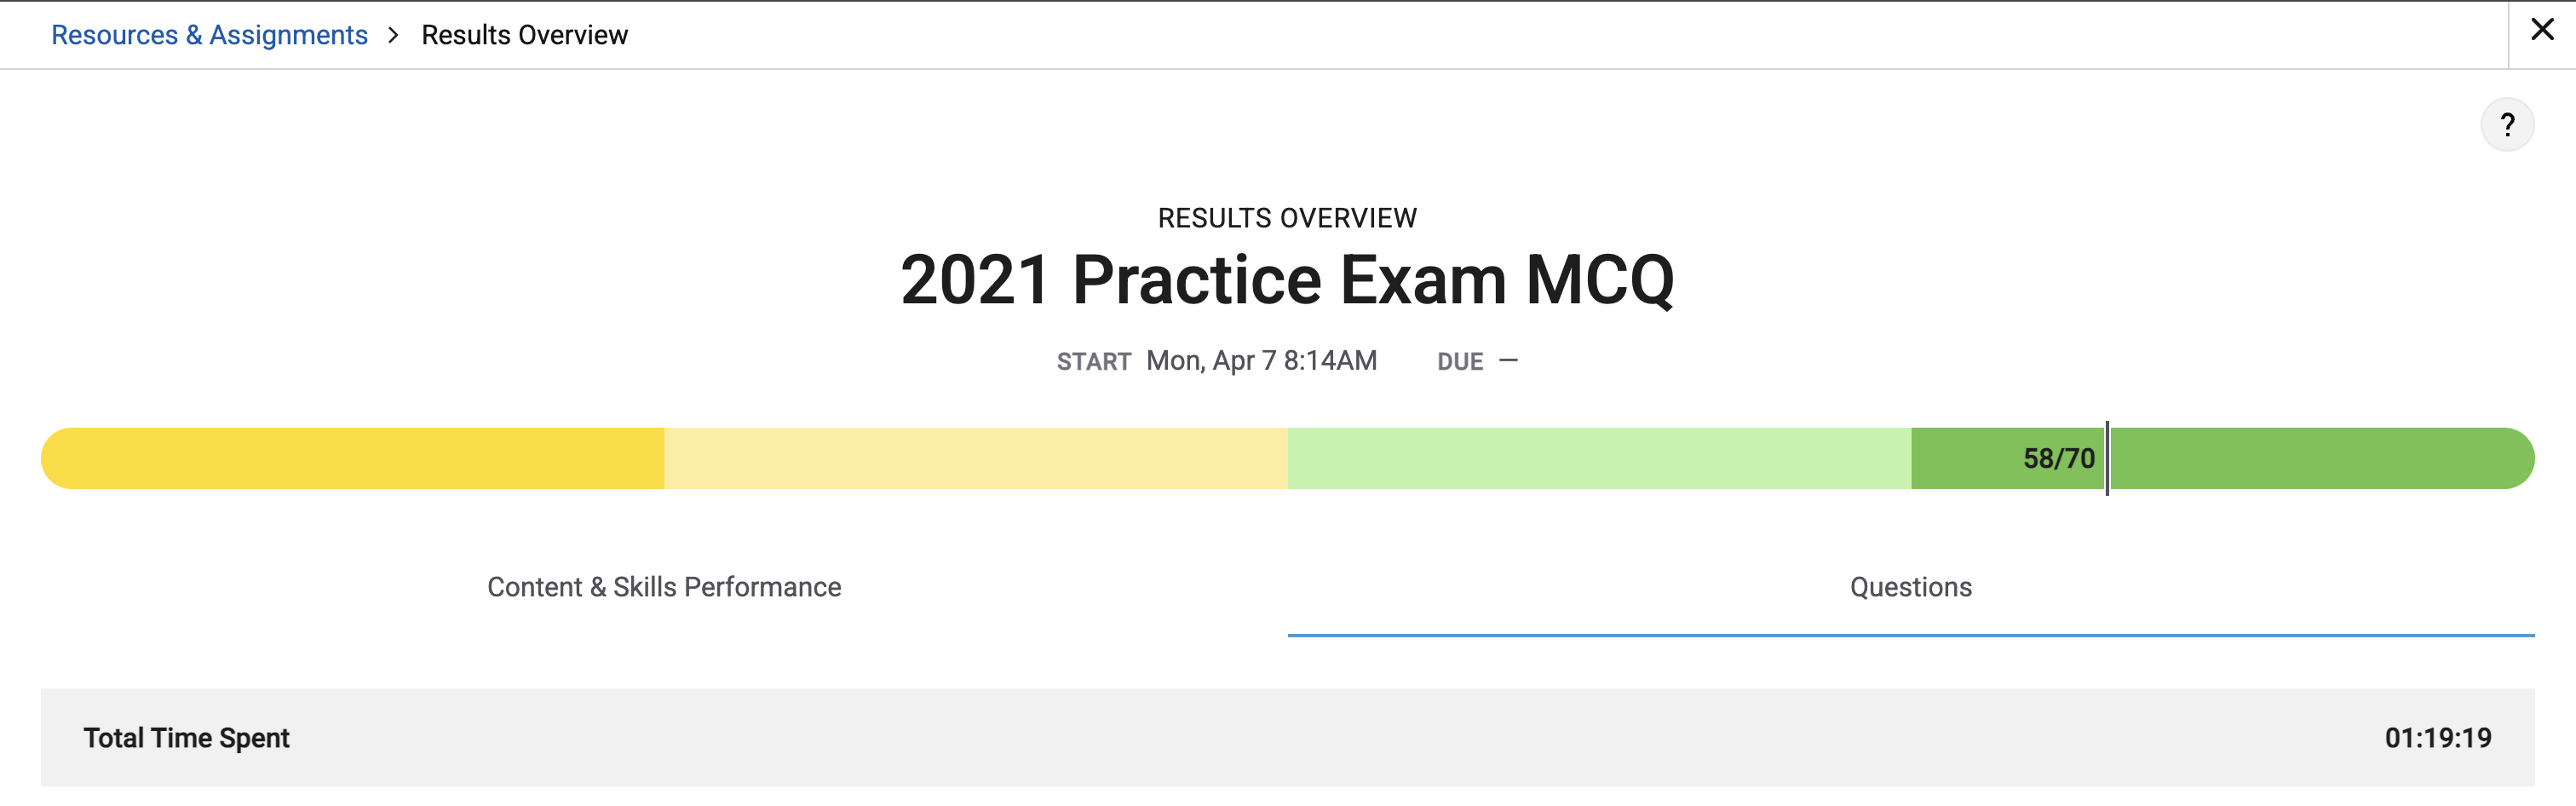 Resources & Assignments > Results Overview
?
RESULTS OVERVIEW
2021 Practice Exam MCQ
START Mon, Apr 7 8:14AM DUE —
58/70
Content & Skills Performance Questions
Total Time Spent 01:19:19